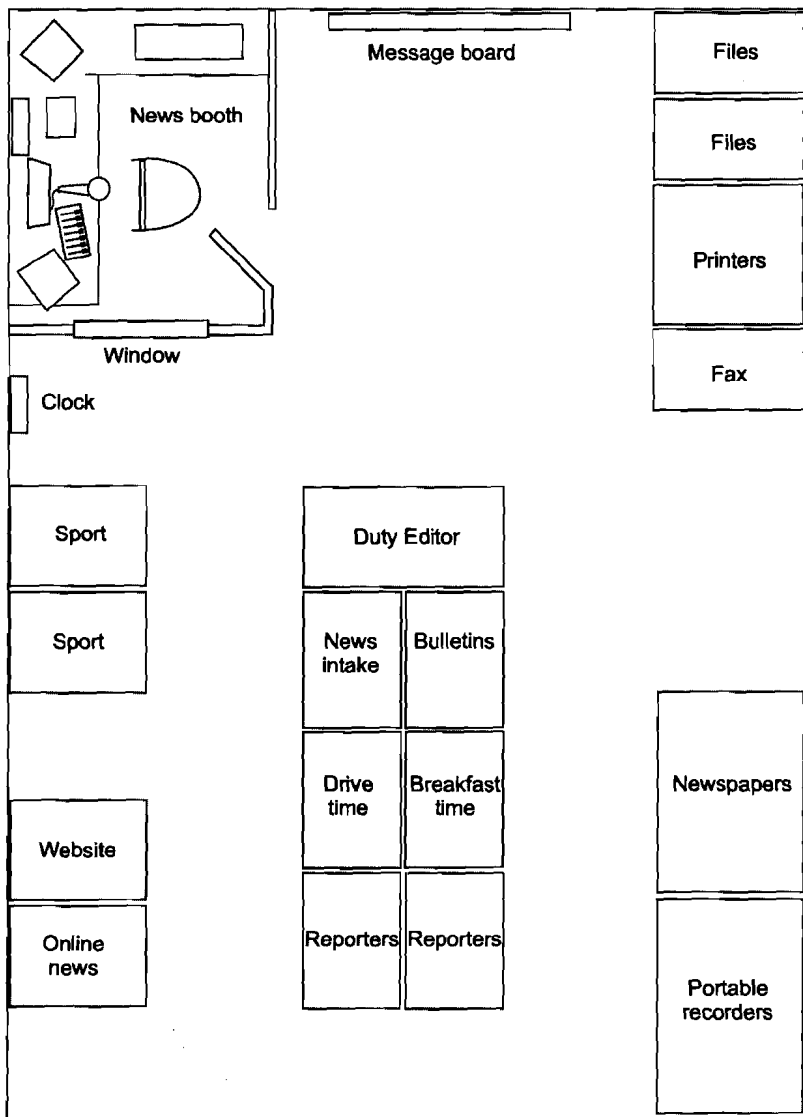 Message board
Files
News booth
Files
Printers
Window
Fax
Clock
Sport
Duty Editor
Sport
News
intake
Bulletins
Drive
time
Breakfast
time
Newspapers
Website
Online
news
Reporters
Reporters
Portable
recorders